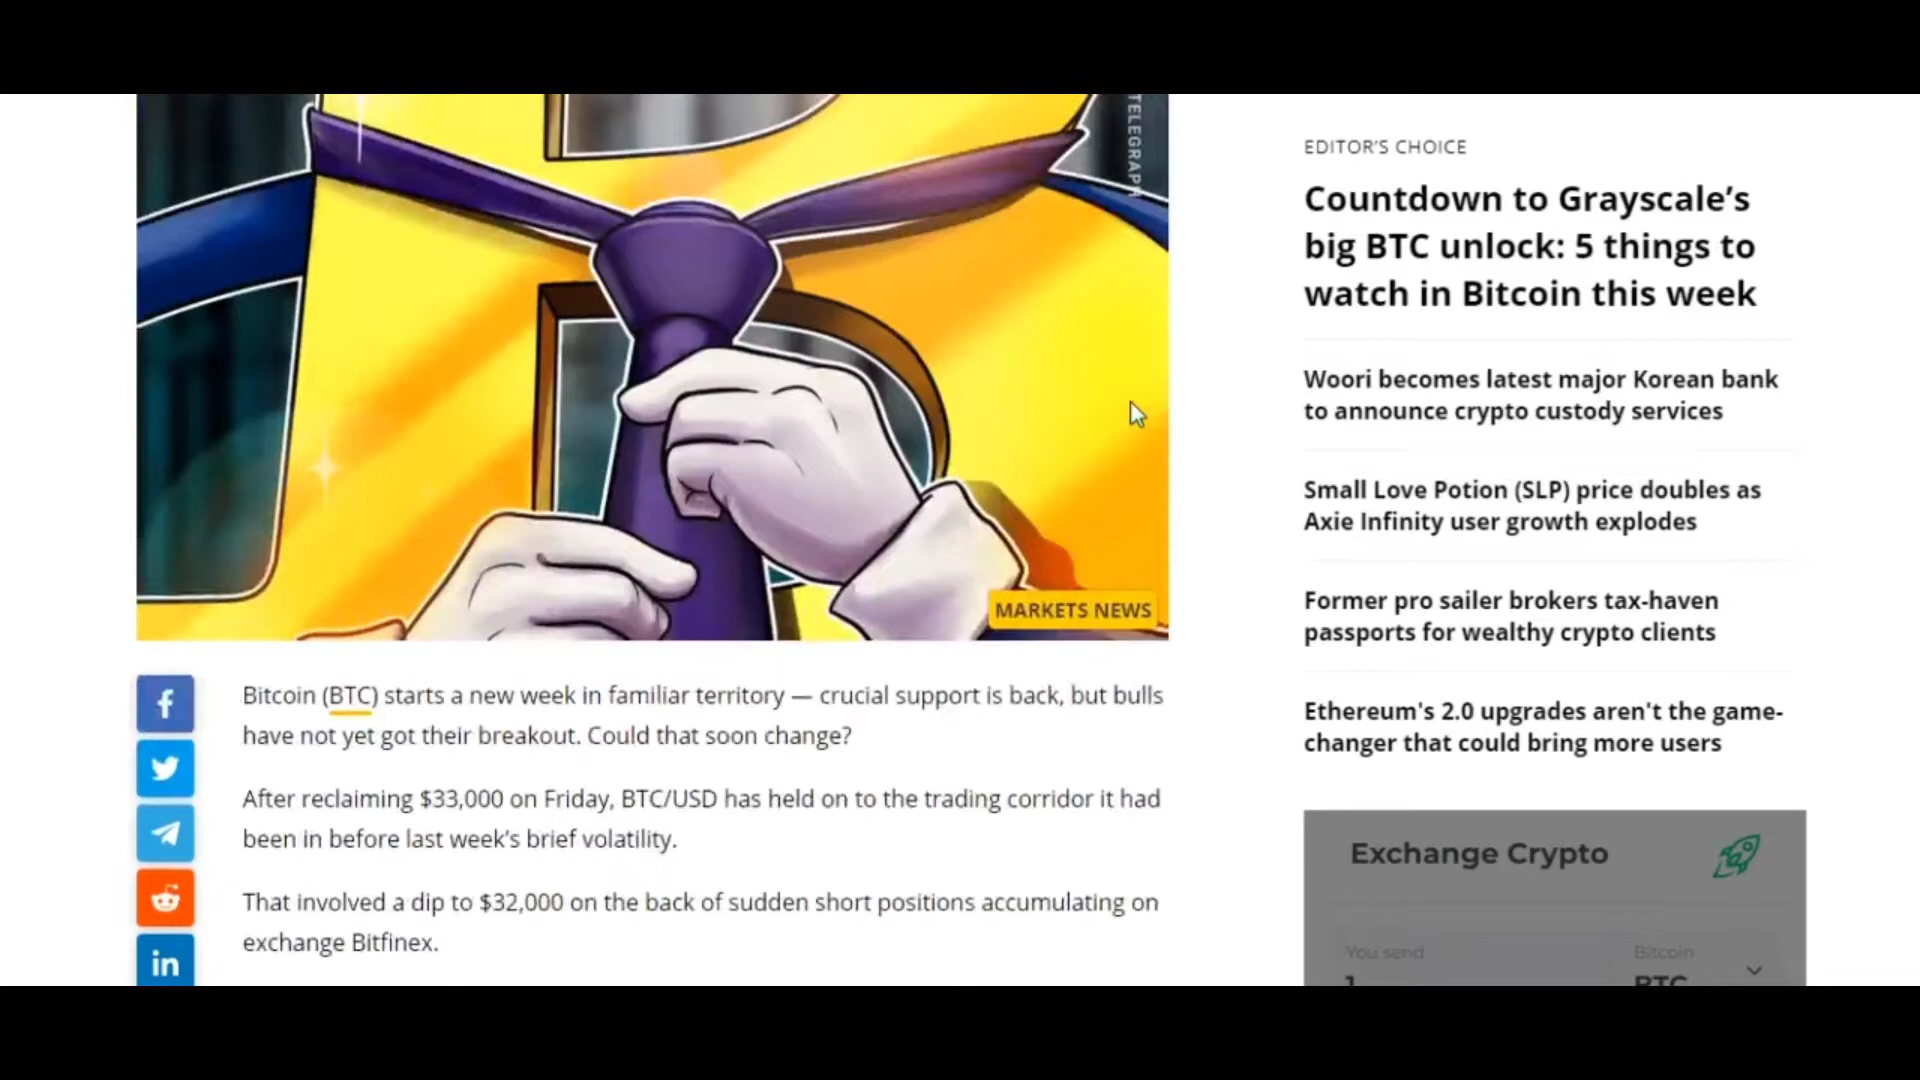 TELEGRAPH
MARKETS NEWS
Bitcoin (BTC) starts a new week in familiar territory — crucial support is back, but bulls
have not yet got their breakout. Could that soon change?
After reclaiming $33,000 on Friday, BTC/USD has held on to the trading corridor it had
been in before last week’s brief volatility.
That involved a dip to $32,000 on the back of sudden short positions accumulating on
exchange Bitfinex.
EDITOR’S CHOICE
Countdown to Grayscale’s
big BTC unlock: 5 things to
watch in Bitcoin this week
Woori becomes latest major Korean bank
to announce crypto custody services
Small Love Potion (SLP) price doubles as
Axie Infinity user growth explodes
Former pro sailer brokers tax-haven
passports for wealthy crypto clients
Ethereum's 2.0 upgrades aren't the game-
changer that could bring more users
Exchange Crypto
You send
Bitcoin
1
BTC